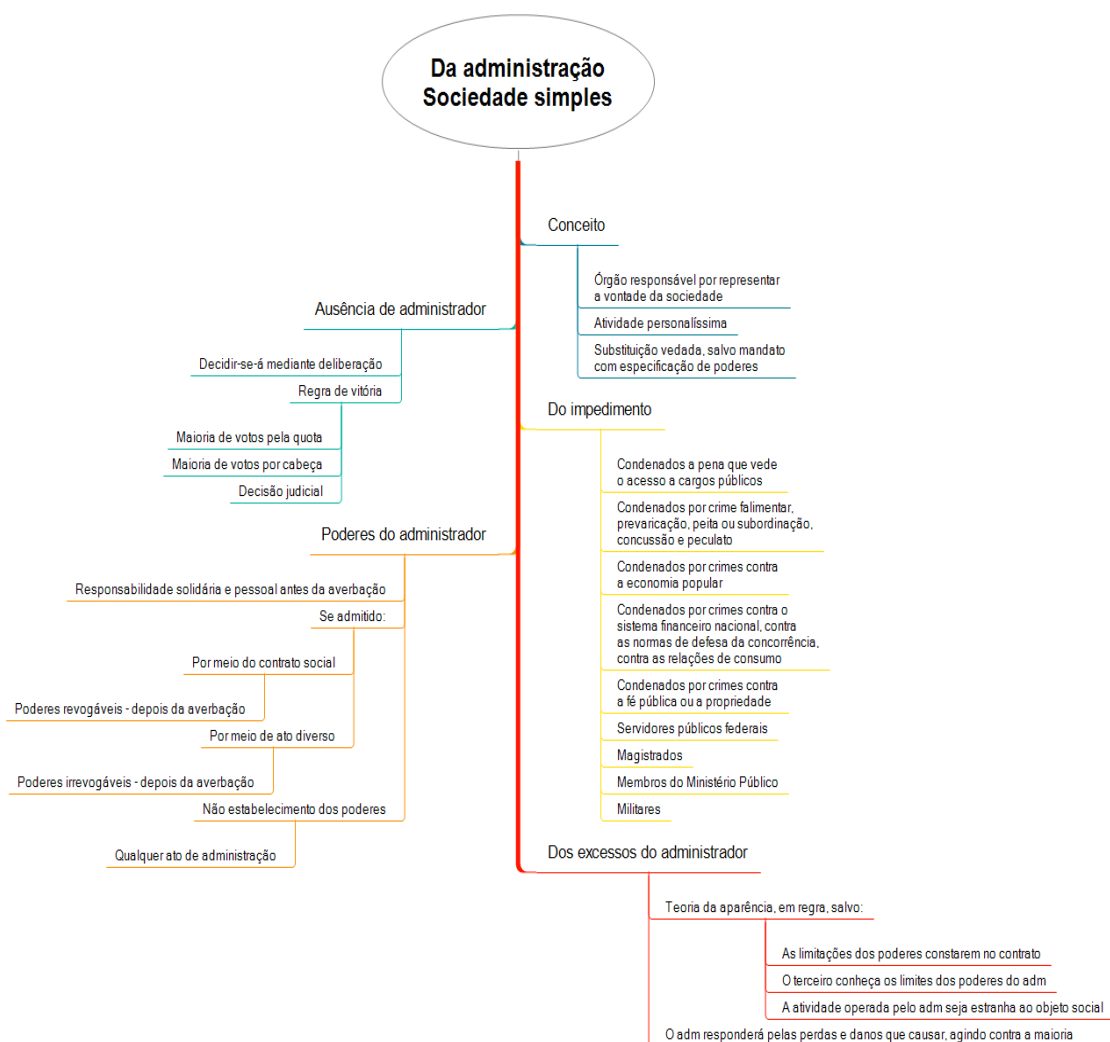 Da administração
Sociedade simples
Conceito
Órgão responsável por representar
a vontade da sociedade
Atividade personalíssima
Substituição vedada, salvo mandato
com especificação de poderes
Ausência de administrador
Decidir-se-á mediante deliberação
Regra de vitória
Maioria de votos pela quota
Maioria de votos por cabeça
Decisão judicial
Do impedimento
Condenados a pena que vede
o acesso a cargos públicos
Condenados por crime falimentar,
prevaricação, peita ou subordinação,
concussão e peculato
Condenados por crimes contra
a economia popular
Condenados por crimes contra o
sistema financeiro nacional, contra
as normas de defesa da concorrência,
contra as relações de consumo
Condenados por crimes contra
a fé pública ou a propriedade
Servidores públicos federais
Magistrados
Membros do Ministério Público
Militares
Poderes do administrador
Responsabilidade solidária e pessoal antes da averbação
Se admitido:
Por meio do contrato social
Poderes revogáveis - depois da averbação
Por meio de ato diverso
Poderes irrevogáveis - depois da averbação
Não estabelecimento dos poderes
Qualquer ato de administração
Dos excessos do administrador
Teoria da aparência, em regra, salvo:
As limitações dos poderes constarem no contrato
O terceiro conheça os limites dos poderes do adm
A atividade operada pelo adm seja estranha ao objeto social
O adm responderá pelas perdas e danos que causar, agindo contra a maioria